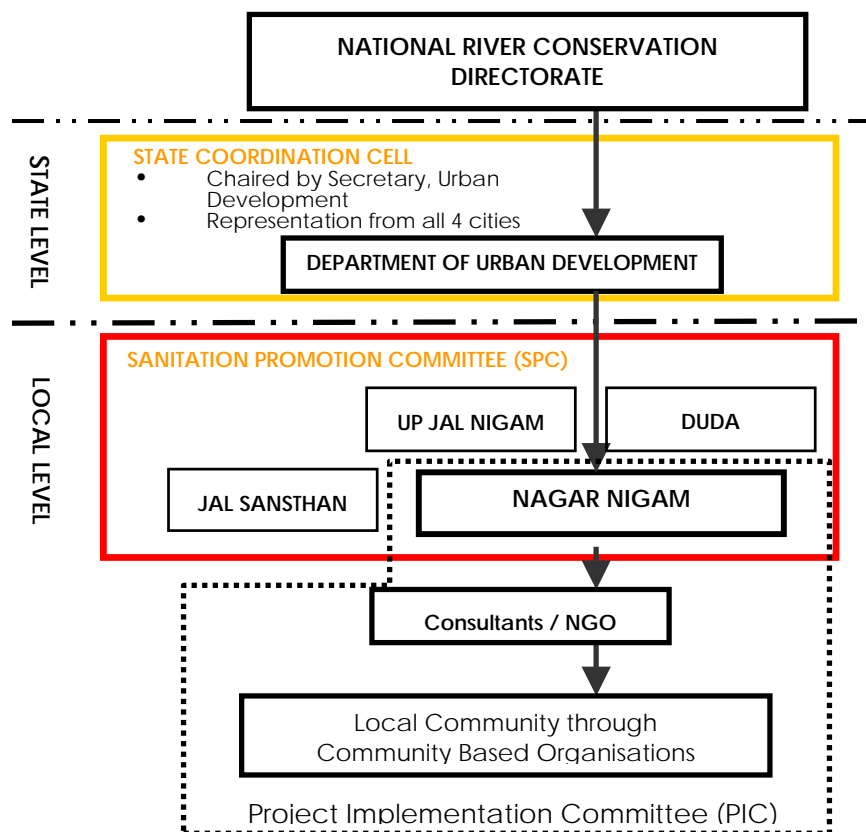 NATIONAL RIVER CONSERVATION
DIRECTORATE
STATE LEVEL
STATE COORDINATION CELL
• Chaired by Secretary, Urban
Development
• Representation from all 4 cities
DEPARTMENT OF URBAN DEVELOPMENT
LOCAL LEVEL
SANITATION PROMOTION COMMITTEE (SPC)
UP JAL NIGAM
DUDA
JAL SANSTHAN
NAGAR NIGAM
Consultants / NGO
Local Community through
Community Based Organisations
Project Implementation Committee (PIC)